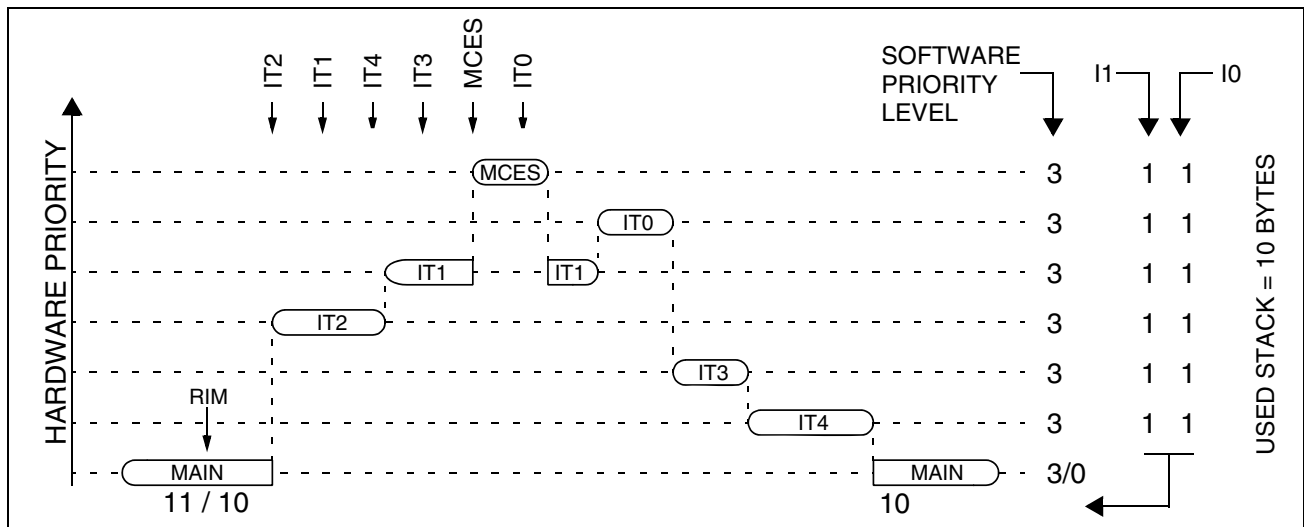 IT2
IT1
IT4
IT3
MCES
IT0
SOFTWARE
PRIORITY
LEVEL
I1
I0
HARDWARE PRIORITY
USED STACK = 10 BYTES
MCES
3
1 1
IT0
3
1 1
IT1
IT1
3
1 1
IT2
3
1 1
IT3
3
1 1
RIM
IT4
3
1 1
MAIN
MAIN
3/0
11 / 10
10